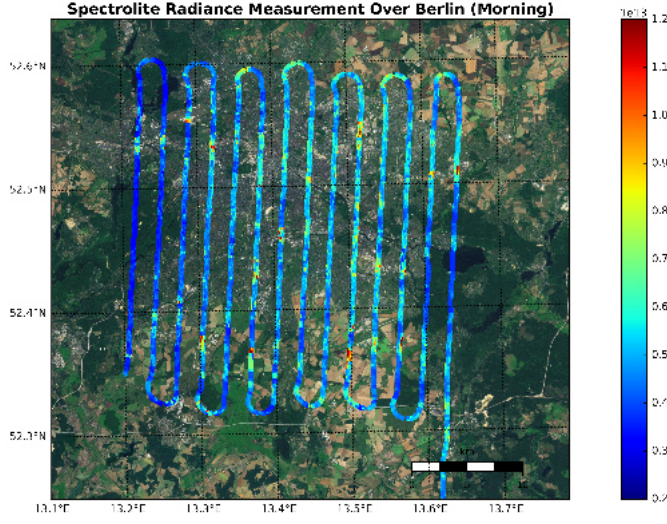 Spectrolite Radiance Measurement Over Berlin (Morning)
1e13
1.2
1.1
1.0
0.9
0.8
0.7
0.6
0.5
0.4
0.3
0.2
52.6°N
52.5°N
52.4°N
52.3°N
km
13.1°E 13.2°E 13.3°E 13.4°E 13.5°E 13.6°E 13.7°E